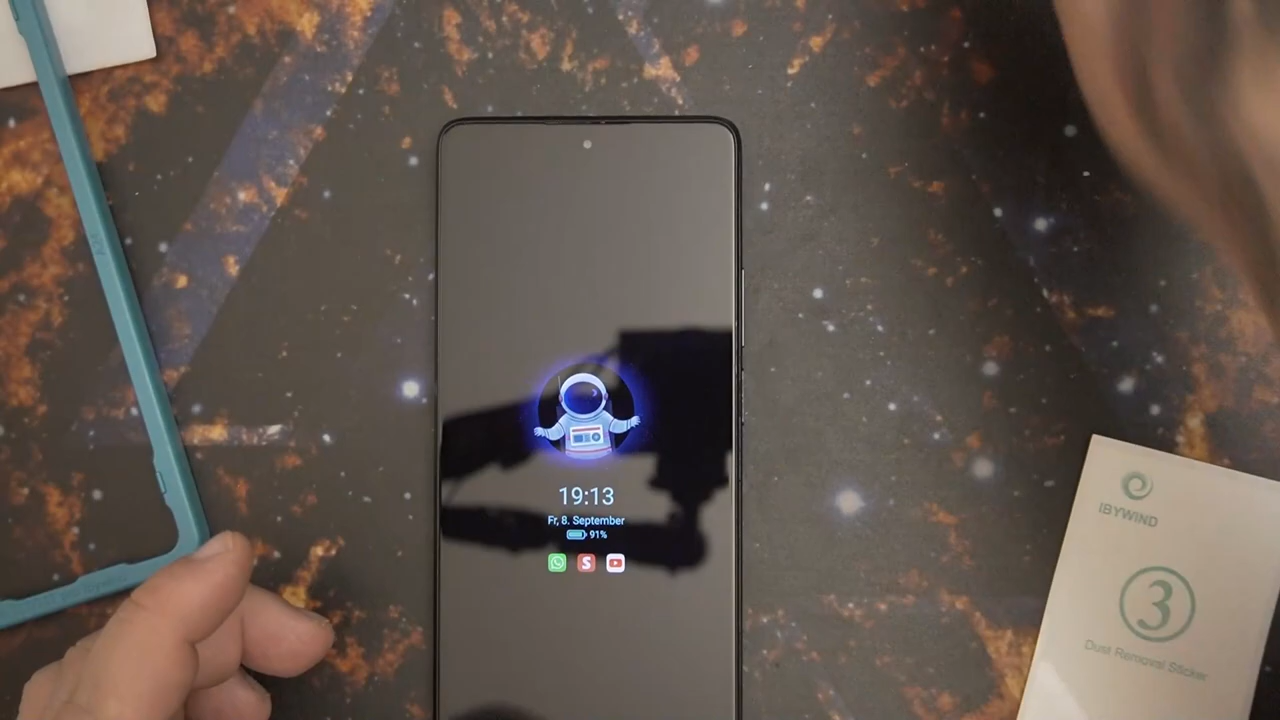 19:13
Fr, 8. September
91%
S
IBYWIND
3
Dust Removal Sticker